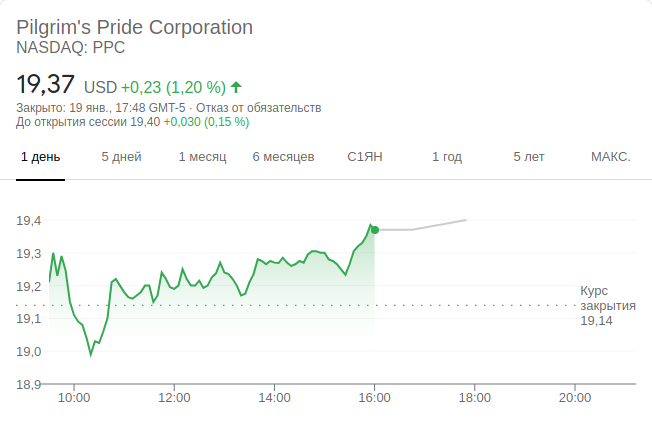 Pilgrim's Pride Corporation
NASDAQ: PPC
19,37 USD +0,23 (1,20 %)
Закрыто: 19 янв., 17:48 GMT-5 · Отказ от обязательств
До открытия сессии 19,40 +0,030 (0,15 %)
1 день 5 дней 1 месяц 6 месяцев С1ЯН 1 год 5 лет МАКС.
19,4
19,3
19,2
19,1
19,0
18,9
Курс
закрытия
19,14
10:00 12:00 14:00 16:00 18:00 20:00